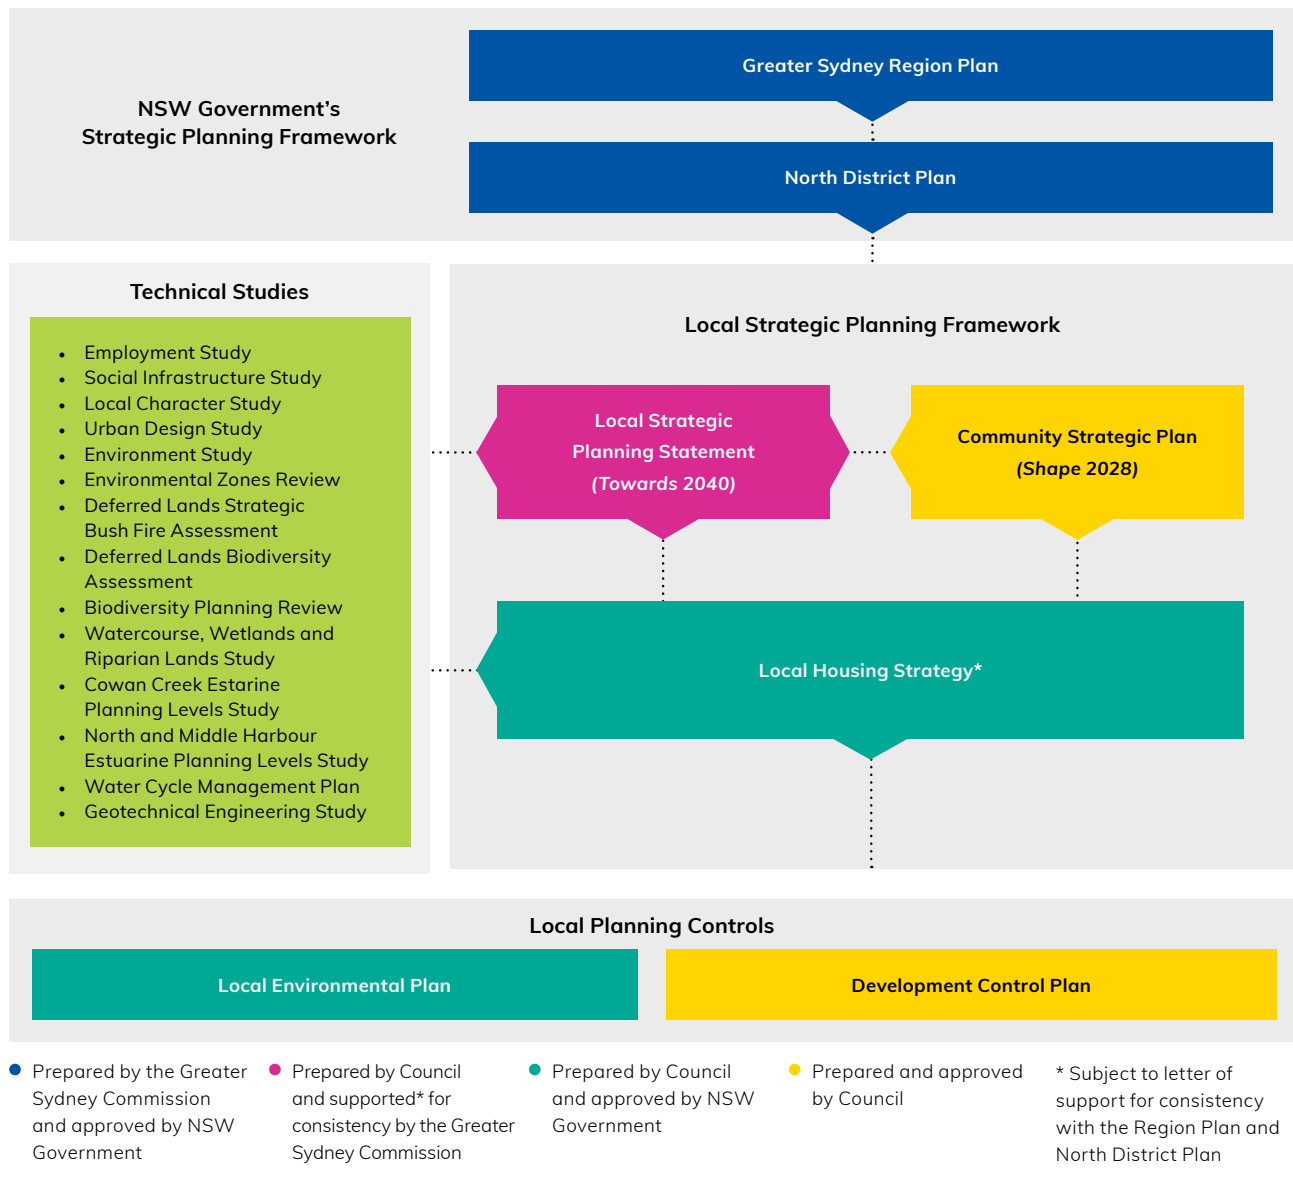 NSW Government’s
Strategic Planning Framework
Greater Sydney Region Plan
North District Plan
Technical Studies
• Employment Study
• Social Infrastructure Study
• Local Character Study
• Urban Design Study
• Environment Study
• Environmental Zones Review
• Deferred Lands Strategic
Bush Fire Assessment
• Deferred Lands Biodiversity
Assessment
• Biodiversity Planning Review
• Watercourse, Wetlands and
Riparian Lands Study
• Cowan Creek Estarine
Planning Levels Study
• North and Middle Harbour
Estuarine Planning Levels Study
• Water Cycle Management Plan
• Geotechnical Engineering Study
Local Strategic Planning Framework
Local Strategic
Planning Statement
(Towards 2040)
Community Strategic Plan
(Shape 2028)
Local Housing Strategy*
Local Planning Controls
Local Environmental Plan
Development Control Plan
Prepared by the Greater
Sydney Commission
and approved by NSW
Government
Prepared by Council
and supported* for
consistency by the Greater
Sydney Commission
Prepared by Council
and approved by NSW
Government
Prepared and approved
by Council
* Subject to letter of
support for consistency
with the Region Plan and
North District Plan